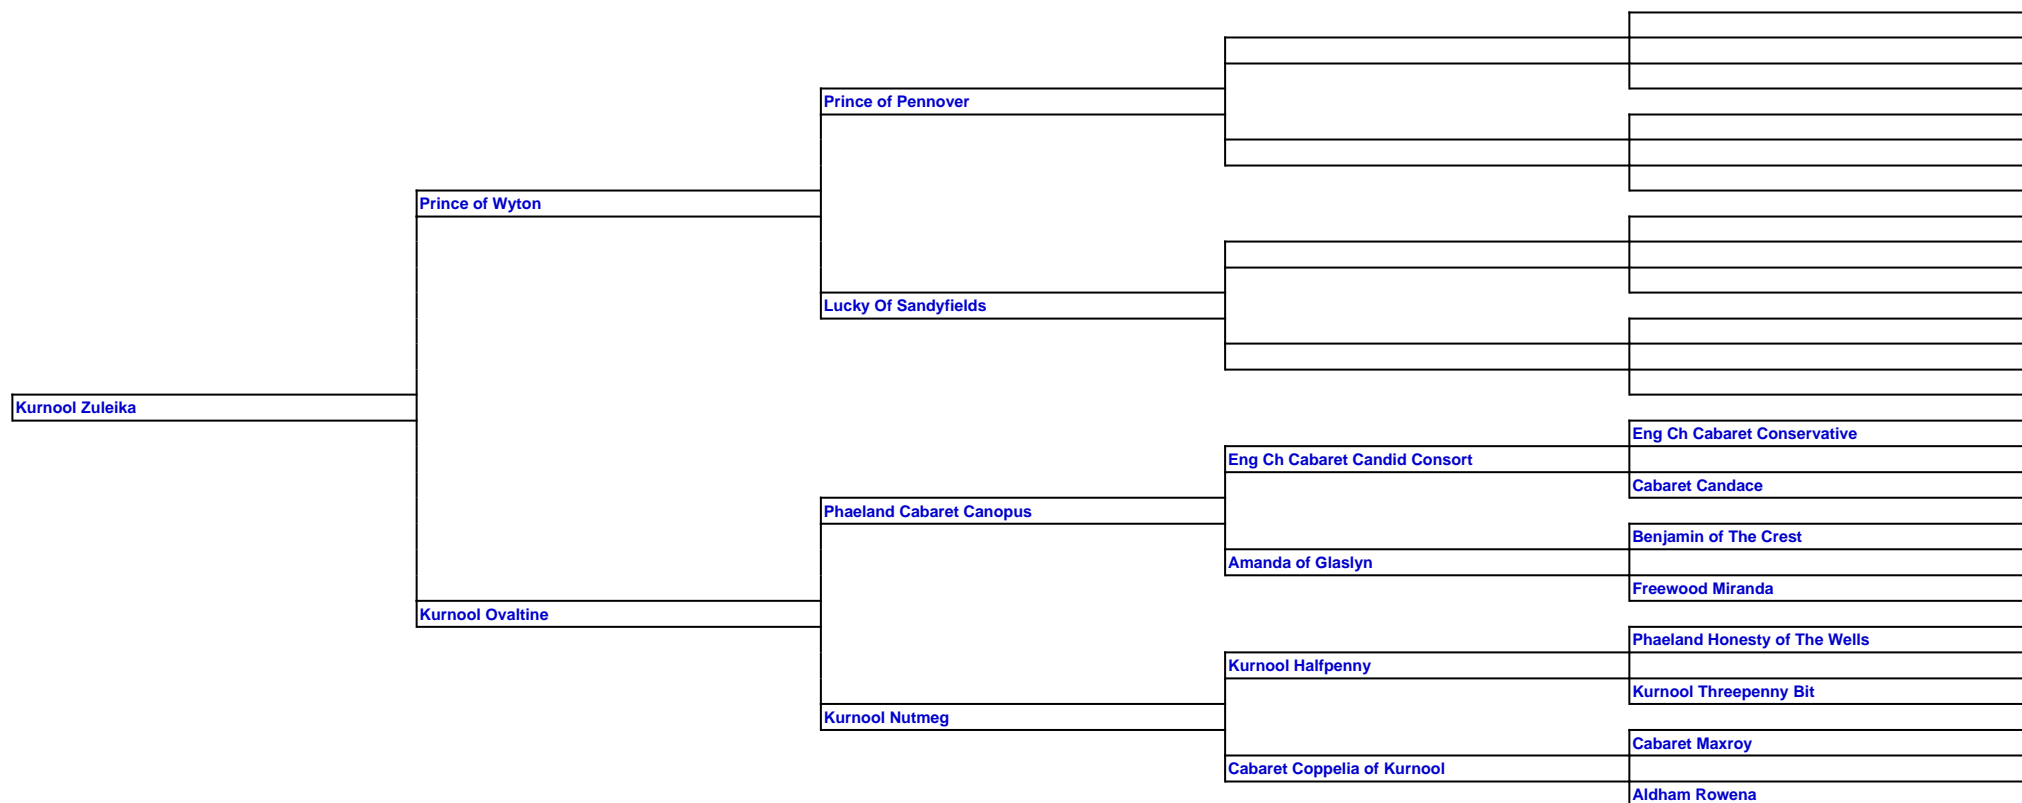 Prince of Pennover
Prince of Wyton
Lucky Of Sandyfields
Kurnool Zuleika
Eng Ch Cabaret Conservative
Eng Ch Cabaret Candid Consort
Cabaret Candace
Phaeland Cabaret Canopus
Benjamin of The Crest
Amanda of Glaslyn
Freewood Miranda
Kurnool Ovaltine
Phaeland Honesty of The Wells
Kurnool Halfpenny
Kurnool Threepenny Bit
Kurnool Nutmeg
Cabaret Maxroy
Cabaret Coppelia of Kurnool
Aldham Rowena